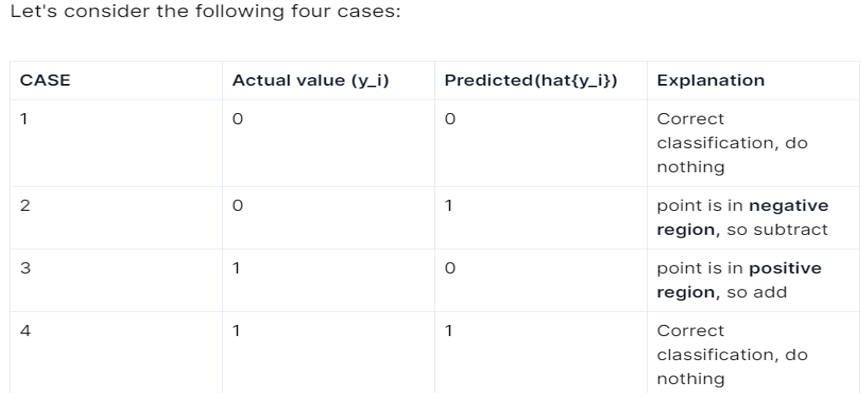 Let's consider the following four cases:
CASE Actual value (y_i) Predicted(hat{y_i}) Explanation
1 0 0 Correct
classification, do
nothing
2 0 1 point is in negative
region, so subtract
3 1 0 point is in positive
region, so add
4 1 1 Correct
classification, do
nothing